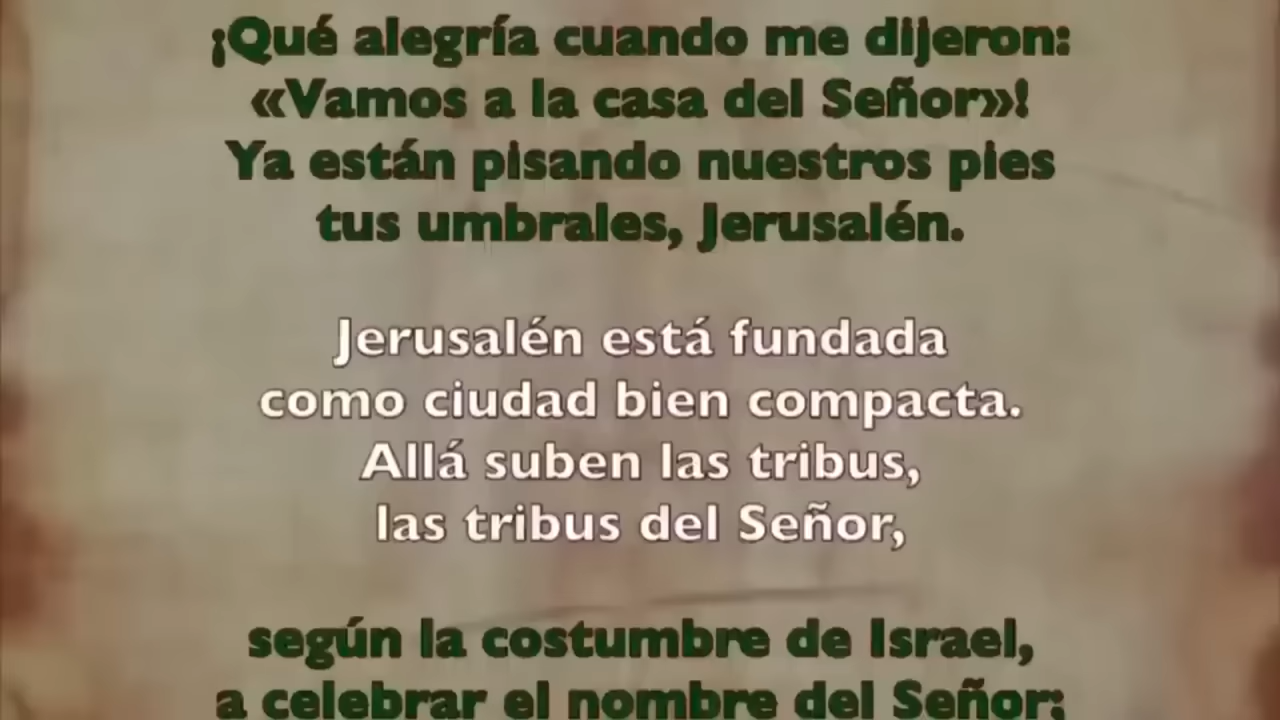 ¡Qué alegría cuando me dijeron:
«Vamos a la casa del Señor»!
Ya están pisando nuestros pies
tus umbrales, Jerusalén.
Jerusalén está fundada
como ciudad bien compacta.
Allá suben las tribus,
las tribus del Señor,
según la costumbre de Israel,
a celebrar el nombre del Señor;